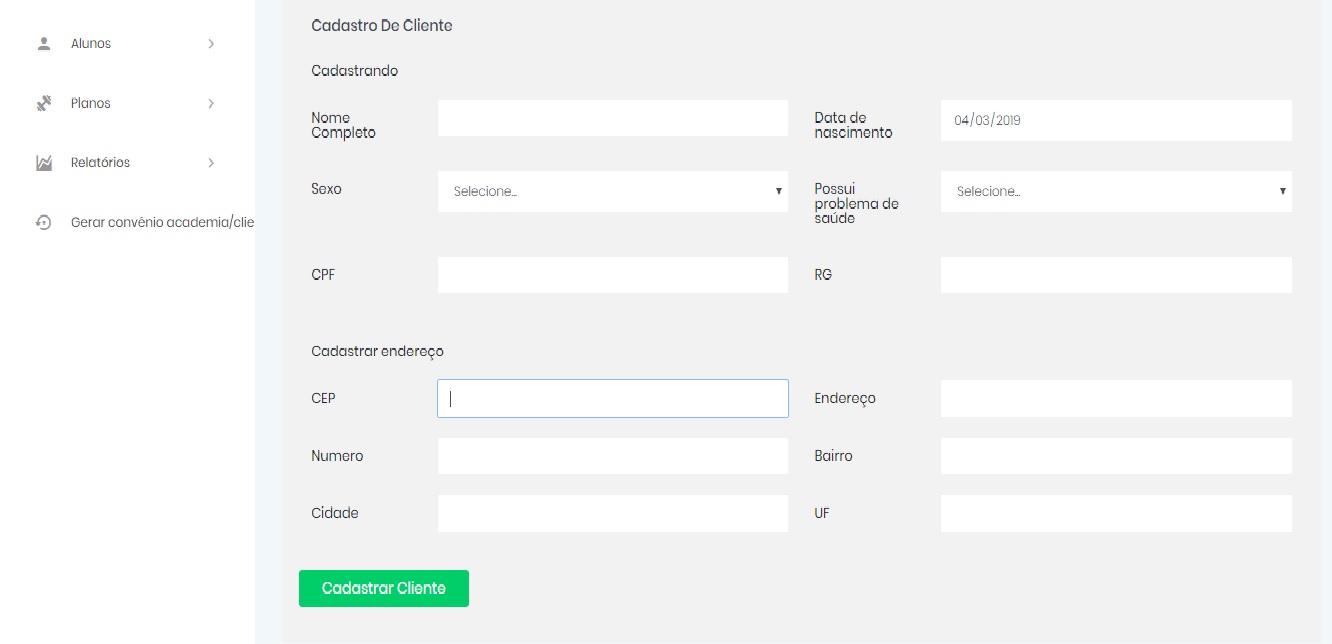 Alunos
Planos
Relatórios
Gerar convênio academia/clie
Cadastro De Cliente
Cadastrando
Nome
Completo
Data de
nascimento
04/03/2019
Sexo
Selecione...
Possui
problema de
saúde
Selecione...
CPF
RG
Cadastrar endereço
CEP
Endereço
Numero
Bairro
Cidade
UF
Cadastrar Cliente